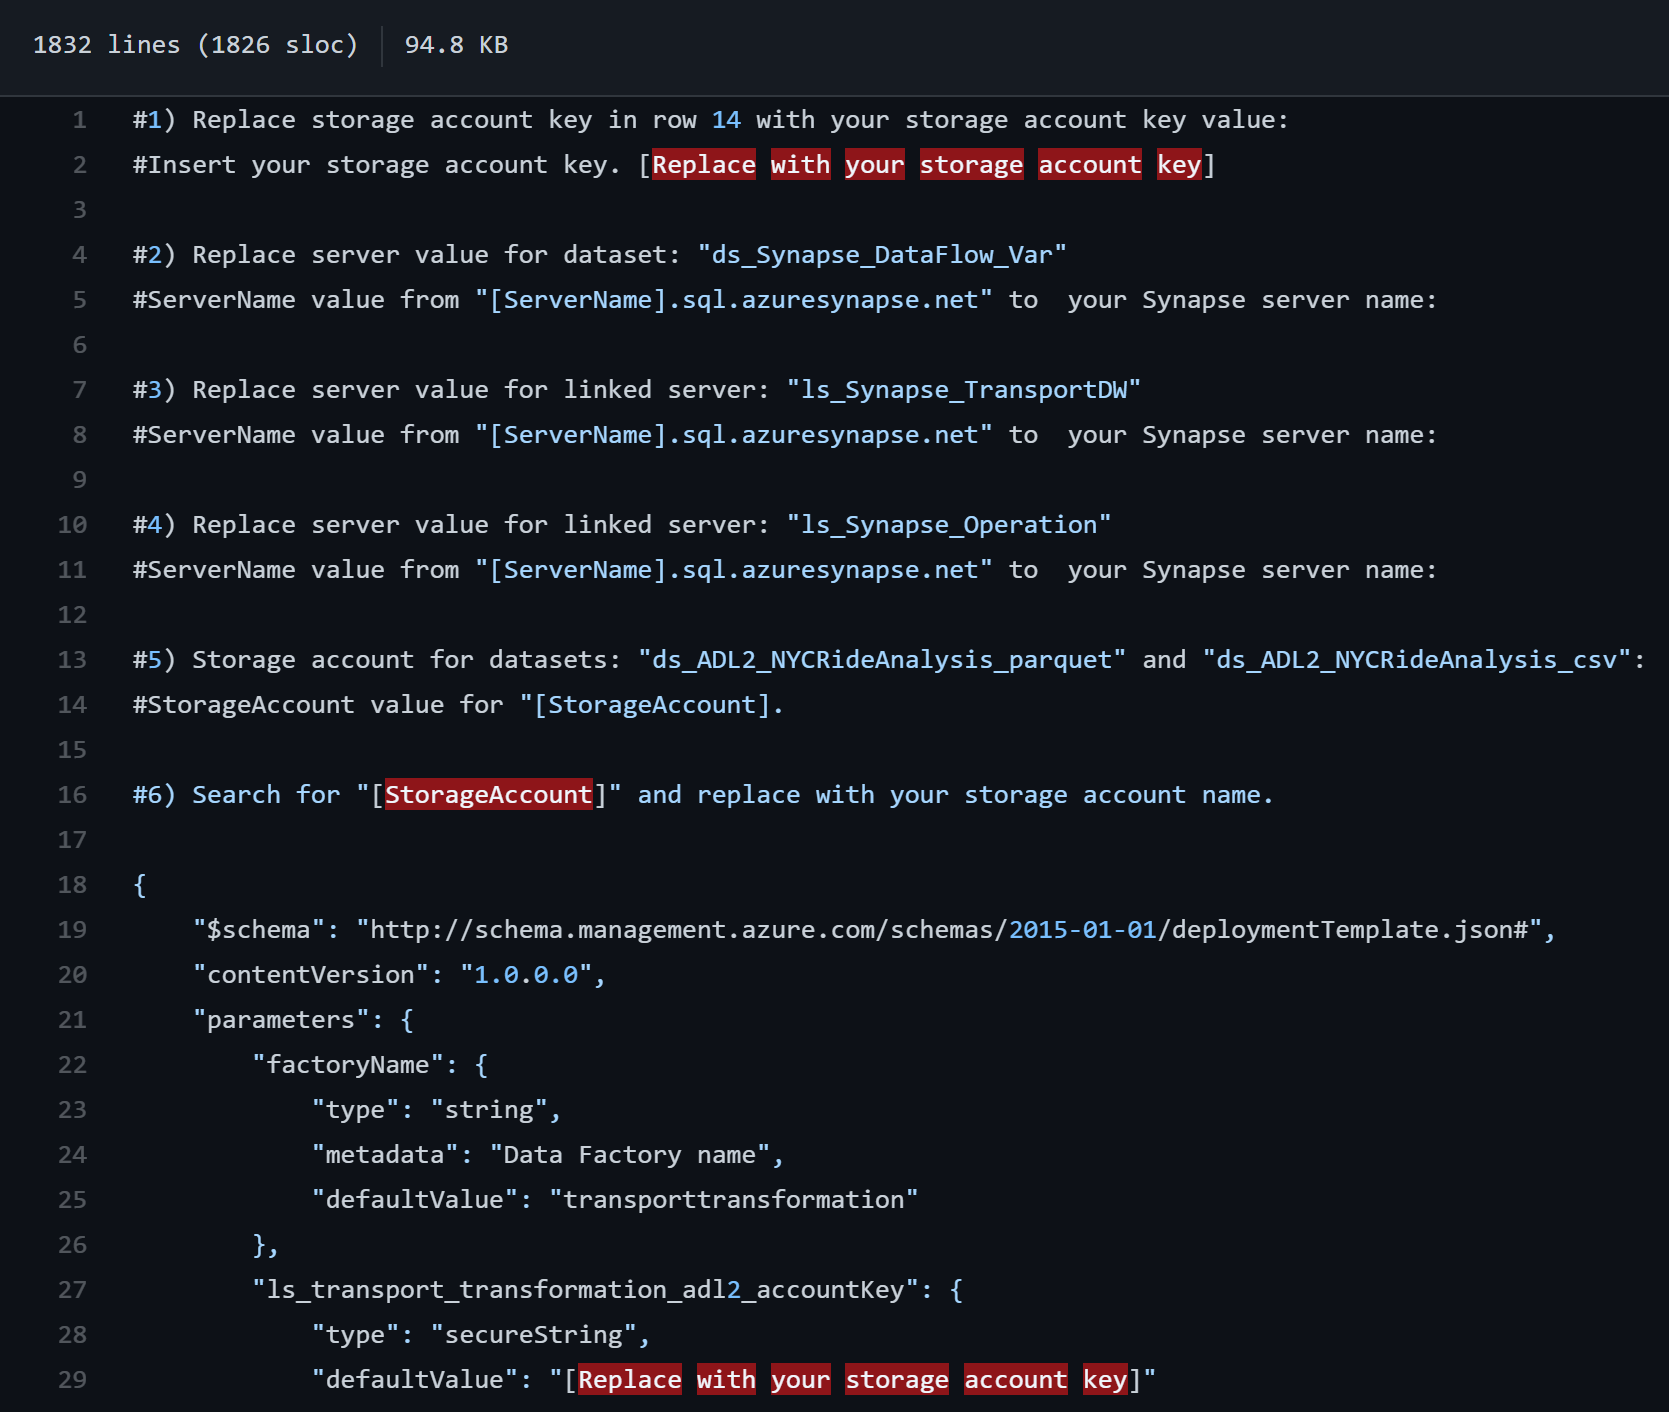 1832 lines (1826 sloc) 94.8 KB
1 #1) Replace storage account key in row 14 with your storage account key value:
2 #Insert your storage account key. [Replace with your storage account key]
3
4 #2) Replace server value for dataset: "ds_Synapse_DataFlow_Var"
5 #ServerName value from "[ServerName].sql.azuresynapse.net" to  your Synapse server name:
6
7 #3) Replace server value for linked server: "ls_Synapse_TransportDW"
8 #ServerName value from "[ServerName].sql.azuresynapse.net" to  your Synapse server name:
9
10 #4) Replace server value for linked server: "ls_Synapse_Operation"
11 #ServerName value from "[ServerName].sql.azuresynapse.net" to  your Synapse server name:
12
13 #5) Storage account for datasets: "ds_ADL2_NYCRideAnalysis_parquet" and "ds_ADL2_NYCRideAnalysis_csv":
14 #StorageAccount value for "[StorageAccount].
15
16 #6) Search for "[StorageAccount]" and replace with your storage account name.
17
18 {
19     "$schema": "http://schema.management.azure.com/schemas/2015-01-01/deploymentTemplate.json#",
20     "contentVersion": "1.0.0.0",
21     "parameters": {
22         "factoryName": {
23             "type": "string",
24             "metadata": "Data Factory name",
25             "defaultValue": "transporttransformation"
26         },
27         "ls_transport_transformation_adl2_accountKey": {
28             "type": "secureString",
29             "defaultValue": "[Replace with your storage account key]"